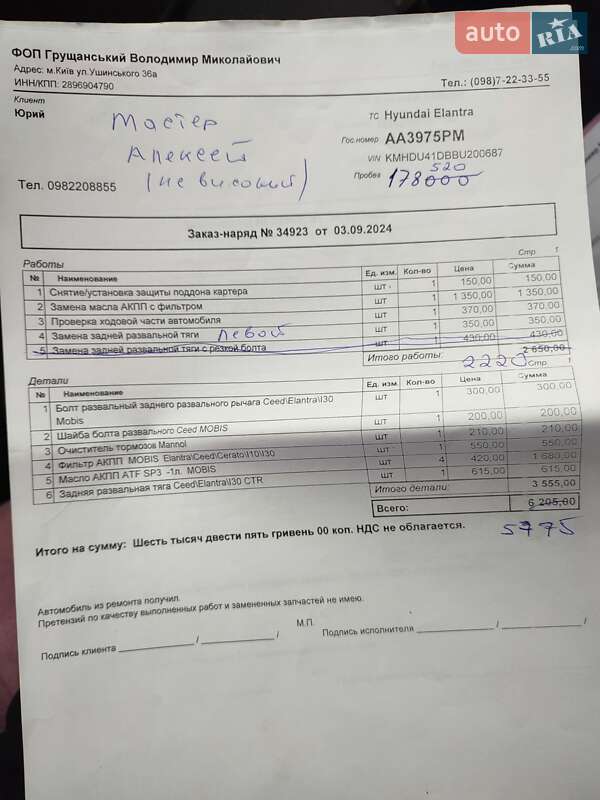 auto RIA .com
ФОП Грущанський Володимир Миколайович
Адрес: м.Київ ул.Ушинського 36а
ИНН/КПП: 2896904790
Тел.: (098)7-22-33-55
Клиент
Юрий
Мастер
Алексей
(не високий)
Тел. 0982208855
ТС Hyundai Elantra
Гос.номер АА3975РМ
VIN KMHDU41DBBU200687
Пробег 178000 520
Заказ-наряд № 34923 от 03.09.2024
Работы Стр. 1
№ Наименование Ед. изм. Кол-во Цена Сумма
1 Снятие/установка защиты поддона картера шт 1 150,00 150,00
2 Замена масла АКПП с фильтром шт 1 1 350,00 1 350,00
3 Проверка ходовой части автомобиля шт 1 370,00 370,00
4 Замена задней развальной тяги левой шт 1 350,00 350,00
5 Замена задней развальной тяги с резкой болта шт 1 430,00 430,00
Итого работы: 2 650,00
2220
Детали Стр. 1
№ Наименование Ед. изм. Кол-во Цена Сумма
1 Болт развальный заднего развального рычага Ceed\Elantra\I30 Mobis шт 1 300,00 300,00
2 Шайба болта развального Ceed MOBIS шт 1 200,00 200,00
3 Очиститель тормозов Mannol шт 1 210,00 210,00
4 Фильтр АКПП MOBIS Elantra\Ceed\Cerato\I10\I30 шт 1 550,00 550,00
5 Масло АКПП ATF SP3 -1л. MOBIS шт 4 420,00 1 680,00
6 Задняя развальная тяга Ceed\Elantra\I30 CTR шт 1 615,00 615,00
Итого детали: 3 555,00
Всего: 6 205,00
5775
Итого на сумму: Шесть тысяч двести пять гривень 00 коп. НДС не облагается.
Автомобиль из ремонта получил.
Претензий по качеству выполненных работ и замененных запчастей не имею.
М.П.
Подпись клиента / / Подпись исполнителя / /